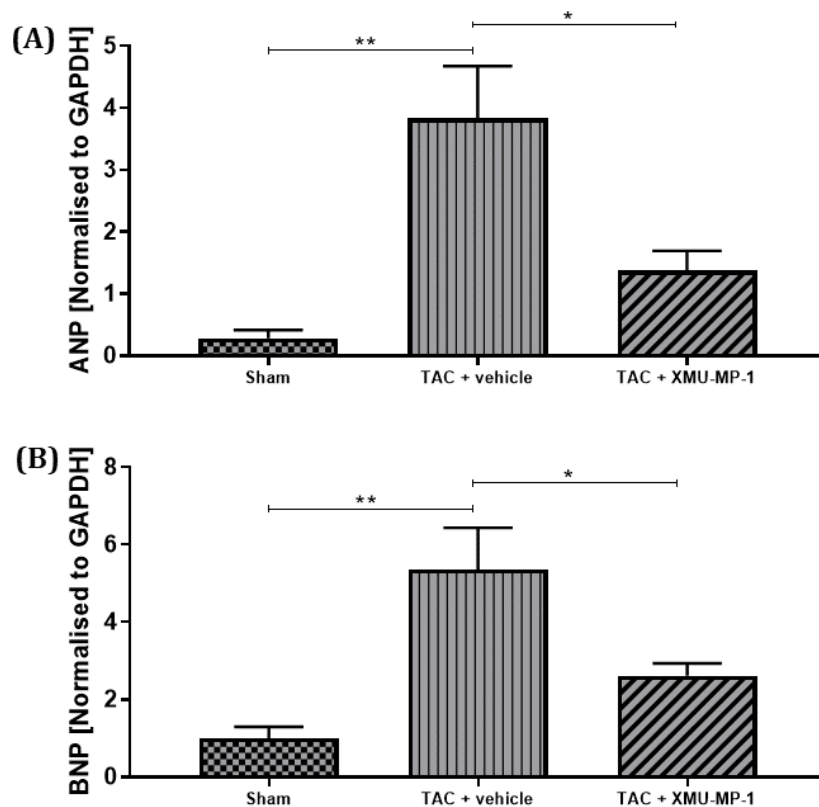 (A)
ANP [Normalised to GAPDH]
5
4
3
2
1
0
**
*
Sham
TAC + vehicle
TAC + XMU-MP-1
(B)
BNP [Normalised to GAPDH]
8
6
4
2
0
**
*
Sham
TAC + vehicle
TAC + XMU-MP-1